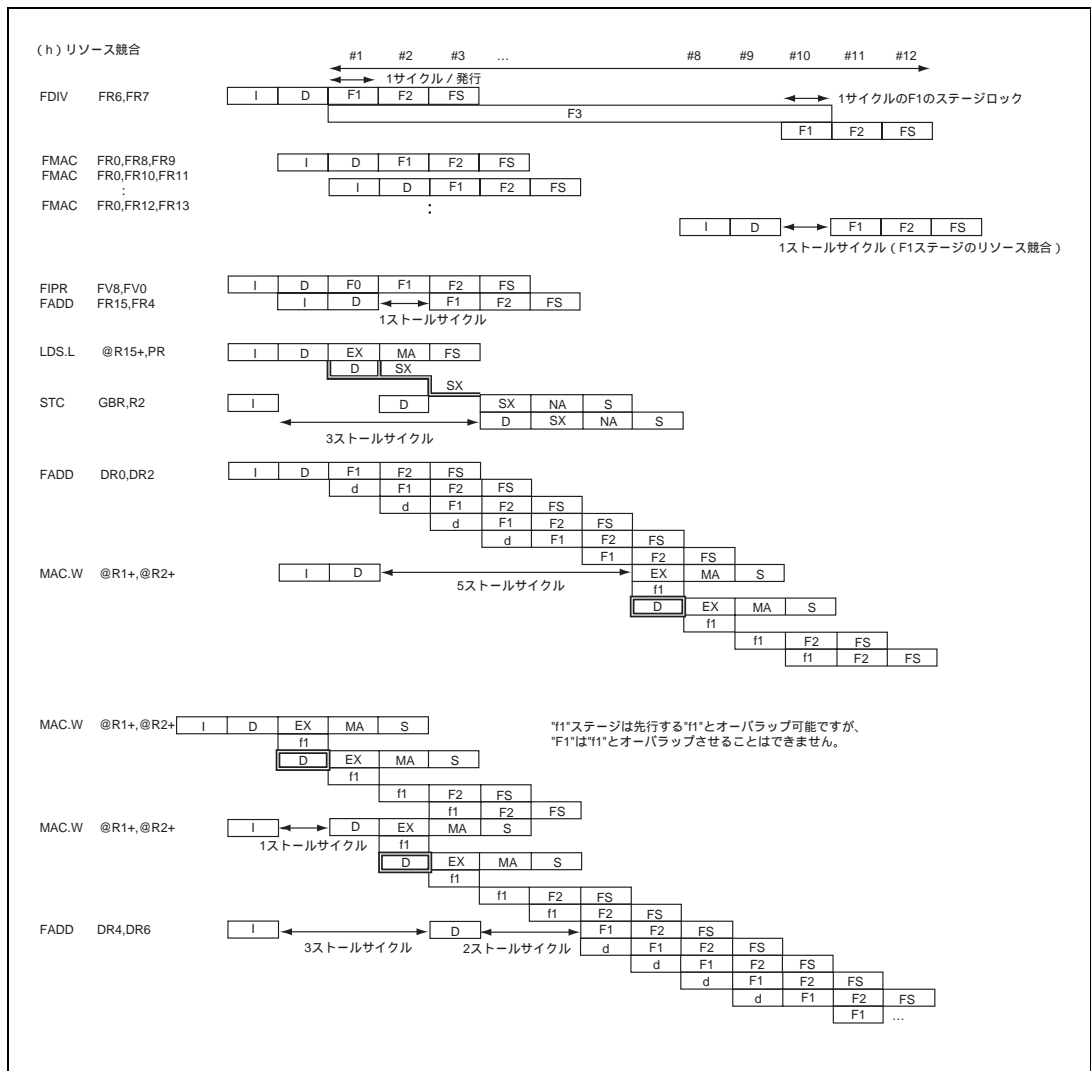 (h) リソース競合
#1 #2 #3 … #8 #9 #10 #11 #12
1サイクル / 発行
FDIV FR6,FR7 I D F1 F2 FS 1サイクルのF1のステージロック
F3
F1 F2 FS
FMAC FR0,FR8,FR9 I D F1 F2 FS
FMAC FR0,FR10,FR11 I D F1 F2 FS
: :
FMAC FR0,FR12,FR13
I D F1 F2 FS
1ストールサイクル ( F1ステージのリソース競合 )
FIPR FV8,FV0 I D F0 F1 F2 FS
FADD FR15,FR4 I D F1 F2 FS
1ストールサイクル
LDS.L @R15+,PR I D EX MA FS
D SX
SX
STC GBR,R2 I D SX NA S
D SX NA S
3ストールサイクル
FADD DR0,DR2 I D F1 F2 FS
d F1 F2 FS
d F1 F2 FS
d F1 F2 FS
d F1 F2 FS
F1 F2 FS
MAC.W @R1+,@R2+ I D 5ストールサイクル EX MA S
f1
D EX MA S
f1
f1 F2 FS
f1 F2 FS
MAC.W @R1+,@R2+ I D EX MA S
"f1"ステージは先行する"f1"とオーバラップ可能ですが、
"F1"は"f1"とオーバラップさせることはできません。
f1
D EX MA S
f1
f1 F2 FS
f1 F2 FS
MAC.W @R1+,@R2+ I D EX MA S
1ストールサイクル f1
D EX MA S
f1
f1 F2 FS
f1 F2 FS
FADD DR4,DR6 I D F1 F2 FS
3ストールサイクル 2ストールサイクル d F1 F2 FS
d F1 F2 FS
d F1 F2 FS
d F1 F2 FS
F1 …